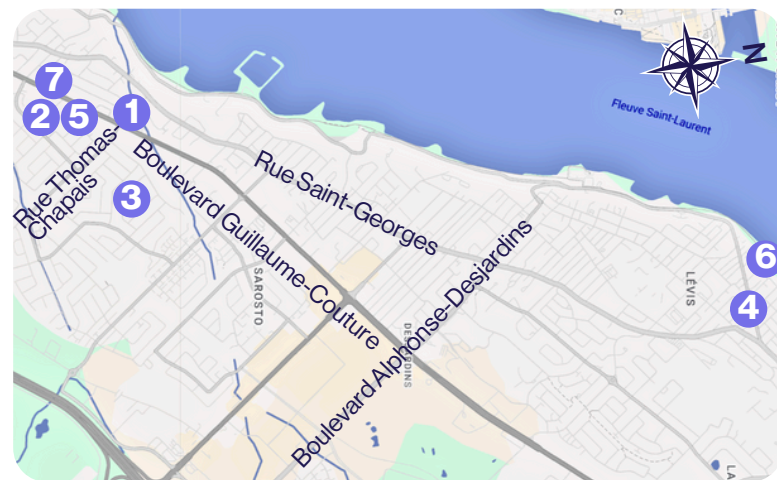 C
N
Fleuve Saint-Laurent
7
2
5
1
Rue Thomas-
Chapais
3
Boulevard Guillaume-Couture
Rue Saint-Georges
Boulevard Alphonse-Desjardins
SAROSTO
DESJARDINS
LÉVIS
6
4
LA